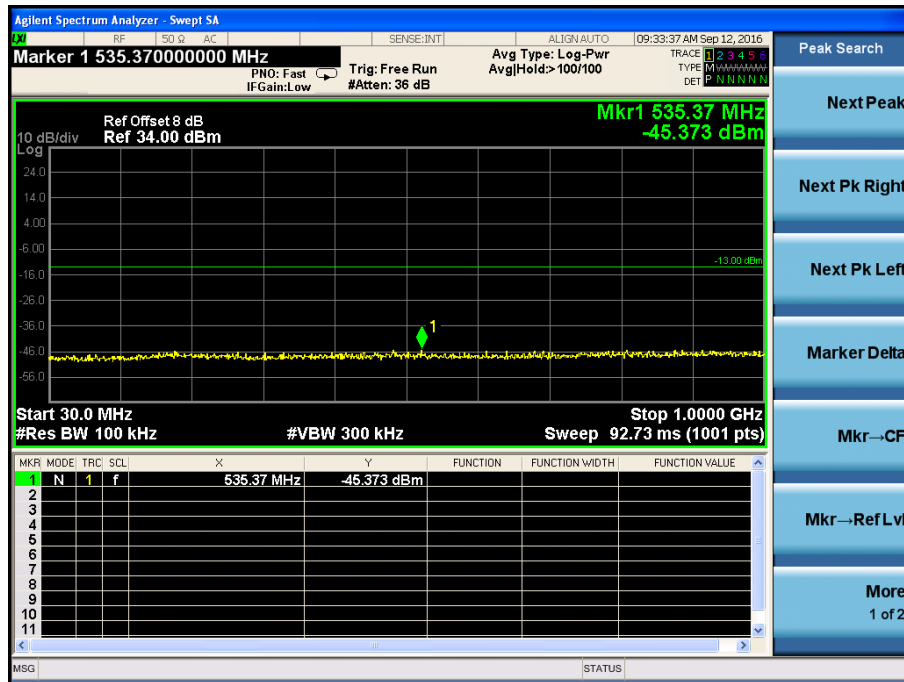 Agilent Spectrum Analyzer - Swept SA
LXI RF 50 Ω AC SENSE:INT ALIGN AUTO 09:33:37 AM Sep 12, 2016
Marker 1 535.370000000 MHz Avg Type: Log-Pwr TRACE 1 2 3 4 5 6
PNO: Fast Trig: Free Run Avg|Hold:>100/100 TYPE M WWWWW
IFGain:Low #Atten: 36 dB DET P N N N N N
Peak Search
Mkr1 535.37 MHz
Ref Offset 8 dB
10 dB/div Ref 34.00 dBm -45.373 dBm
Log
24.0
14.0
4.00
-6.00
-13.00 dBm
-16.0
-26.0
-36.0
1
-46.0
-56.0
Start 30.0 MHz Stop 1.0000 GHz
#Res BW 100 kHz #VBW 300 kHz Sweep 92.73 ms (1001 pts)
MKR MODE TRC SCL X Y FUNCTION FUNCTION WIDTH FUNCTION VALUE
1 N 1 f 535.37 MHz -45.373 dBm
2
3
4
5
6
7
8
9
10
11
MSG STATUS
Next Peak
Next Pk Right
Next Pk Left
Marker Delta
Mkr→CF
Mkr→Ref Lvl
More
1 of 2